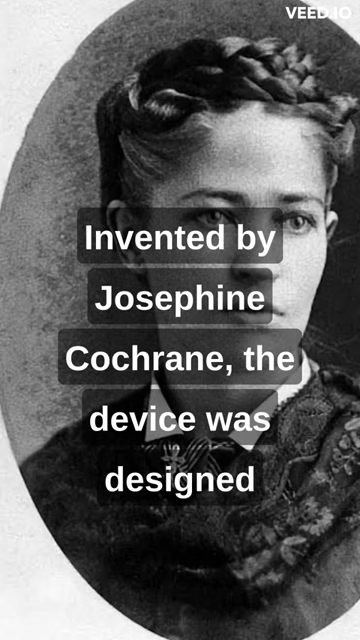 VEED.IO
Invented by
Josephine
Cochrane, the
device was
designed